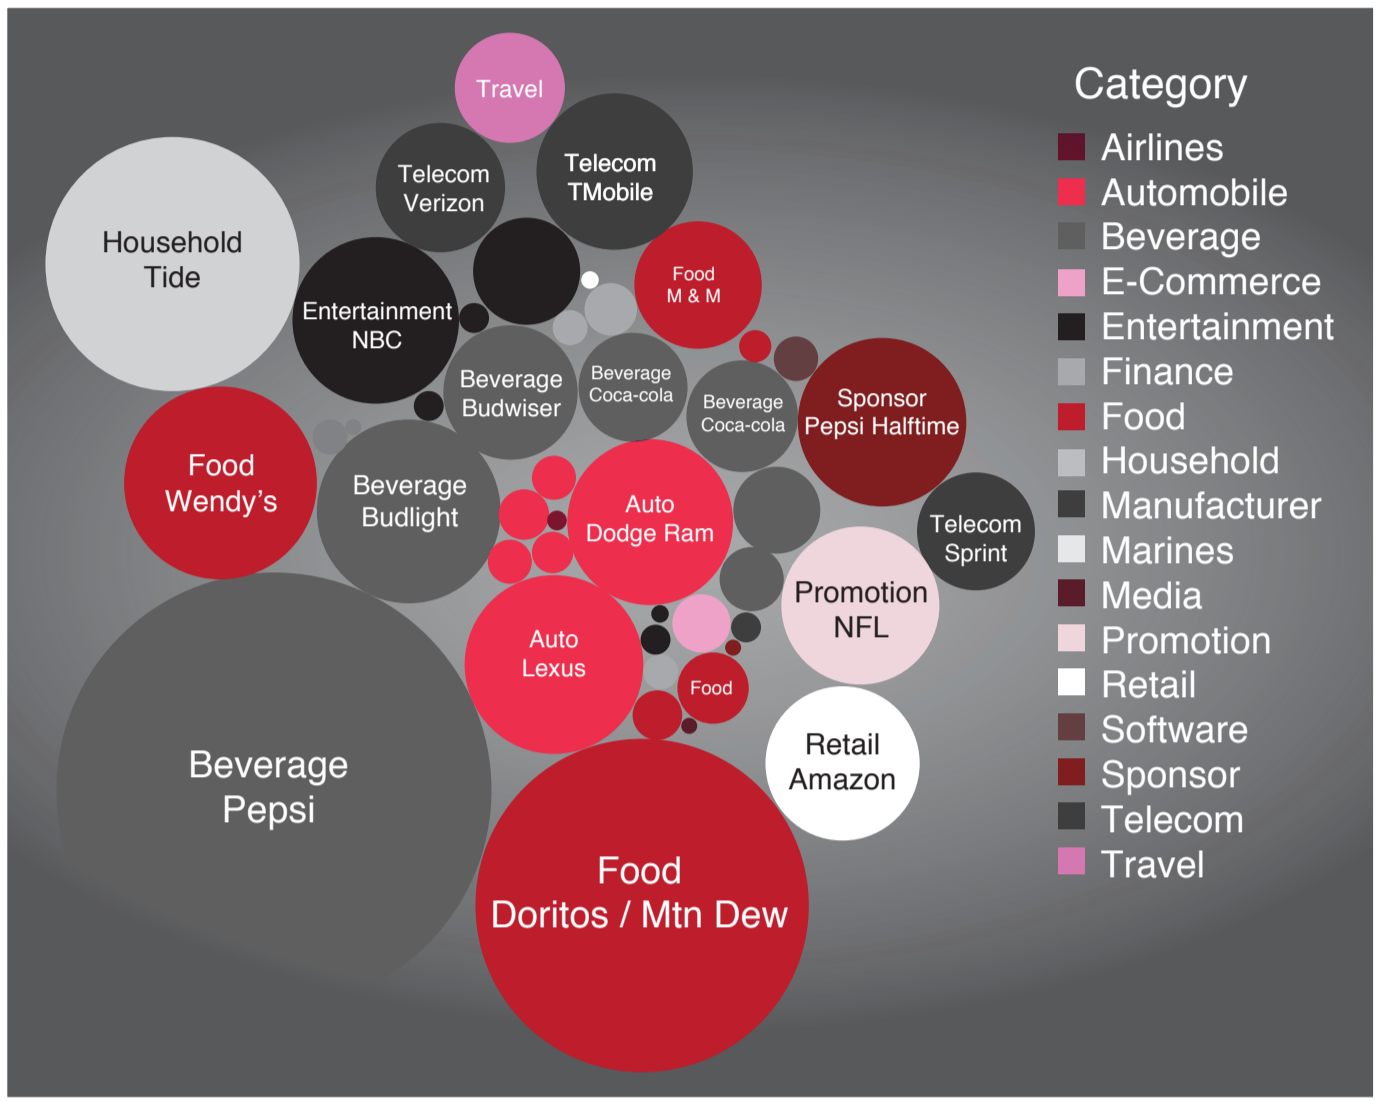 Travel
Telecom
Verizon
Telecom
TMobile
Household
Tide
Entertainment
NBC
Food
M & M
Beverage
Budwiser
Beverage
Coca-cola
Beverage
Coca-cola
Sponsor
Pepsi Halftime
Food
Wendy's
Beverage
Budlight
Auto
Dodge Ram
Telecom
Sprint
Promotion
NFL
Auto
Lexus
Food
Retail
Amazon
Beverage
Pepsi
Food
Doritos / Mtn Dew
Category
Airlines
Automobile
Beverage
E-Commerce
Entertainment
Finance
Food
Household
Manufacturer
Marines
Media
Promotion
Retail
Software
Sponsor
Telecom
Travel